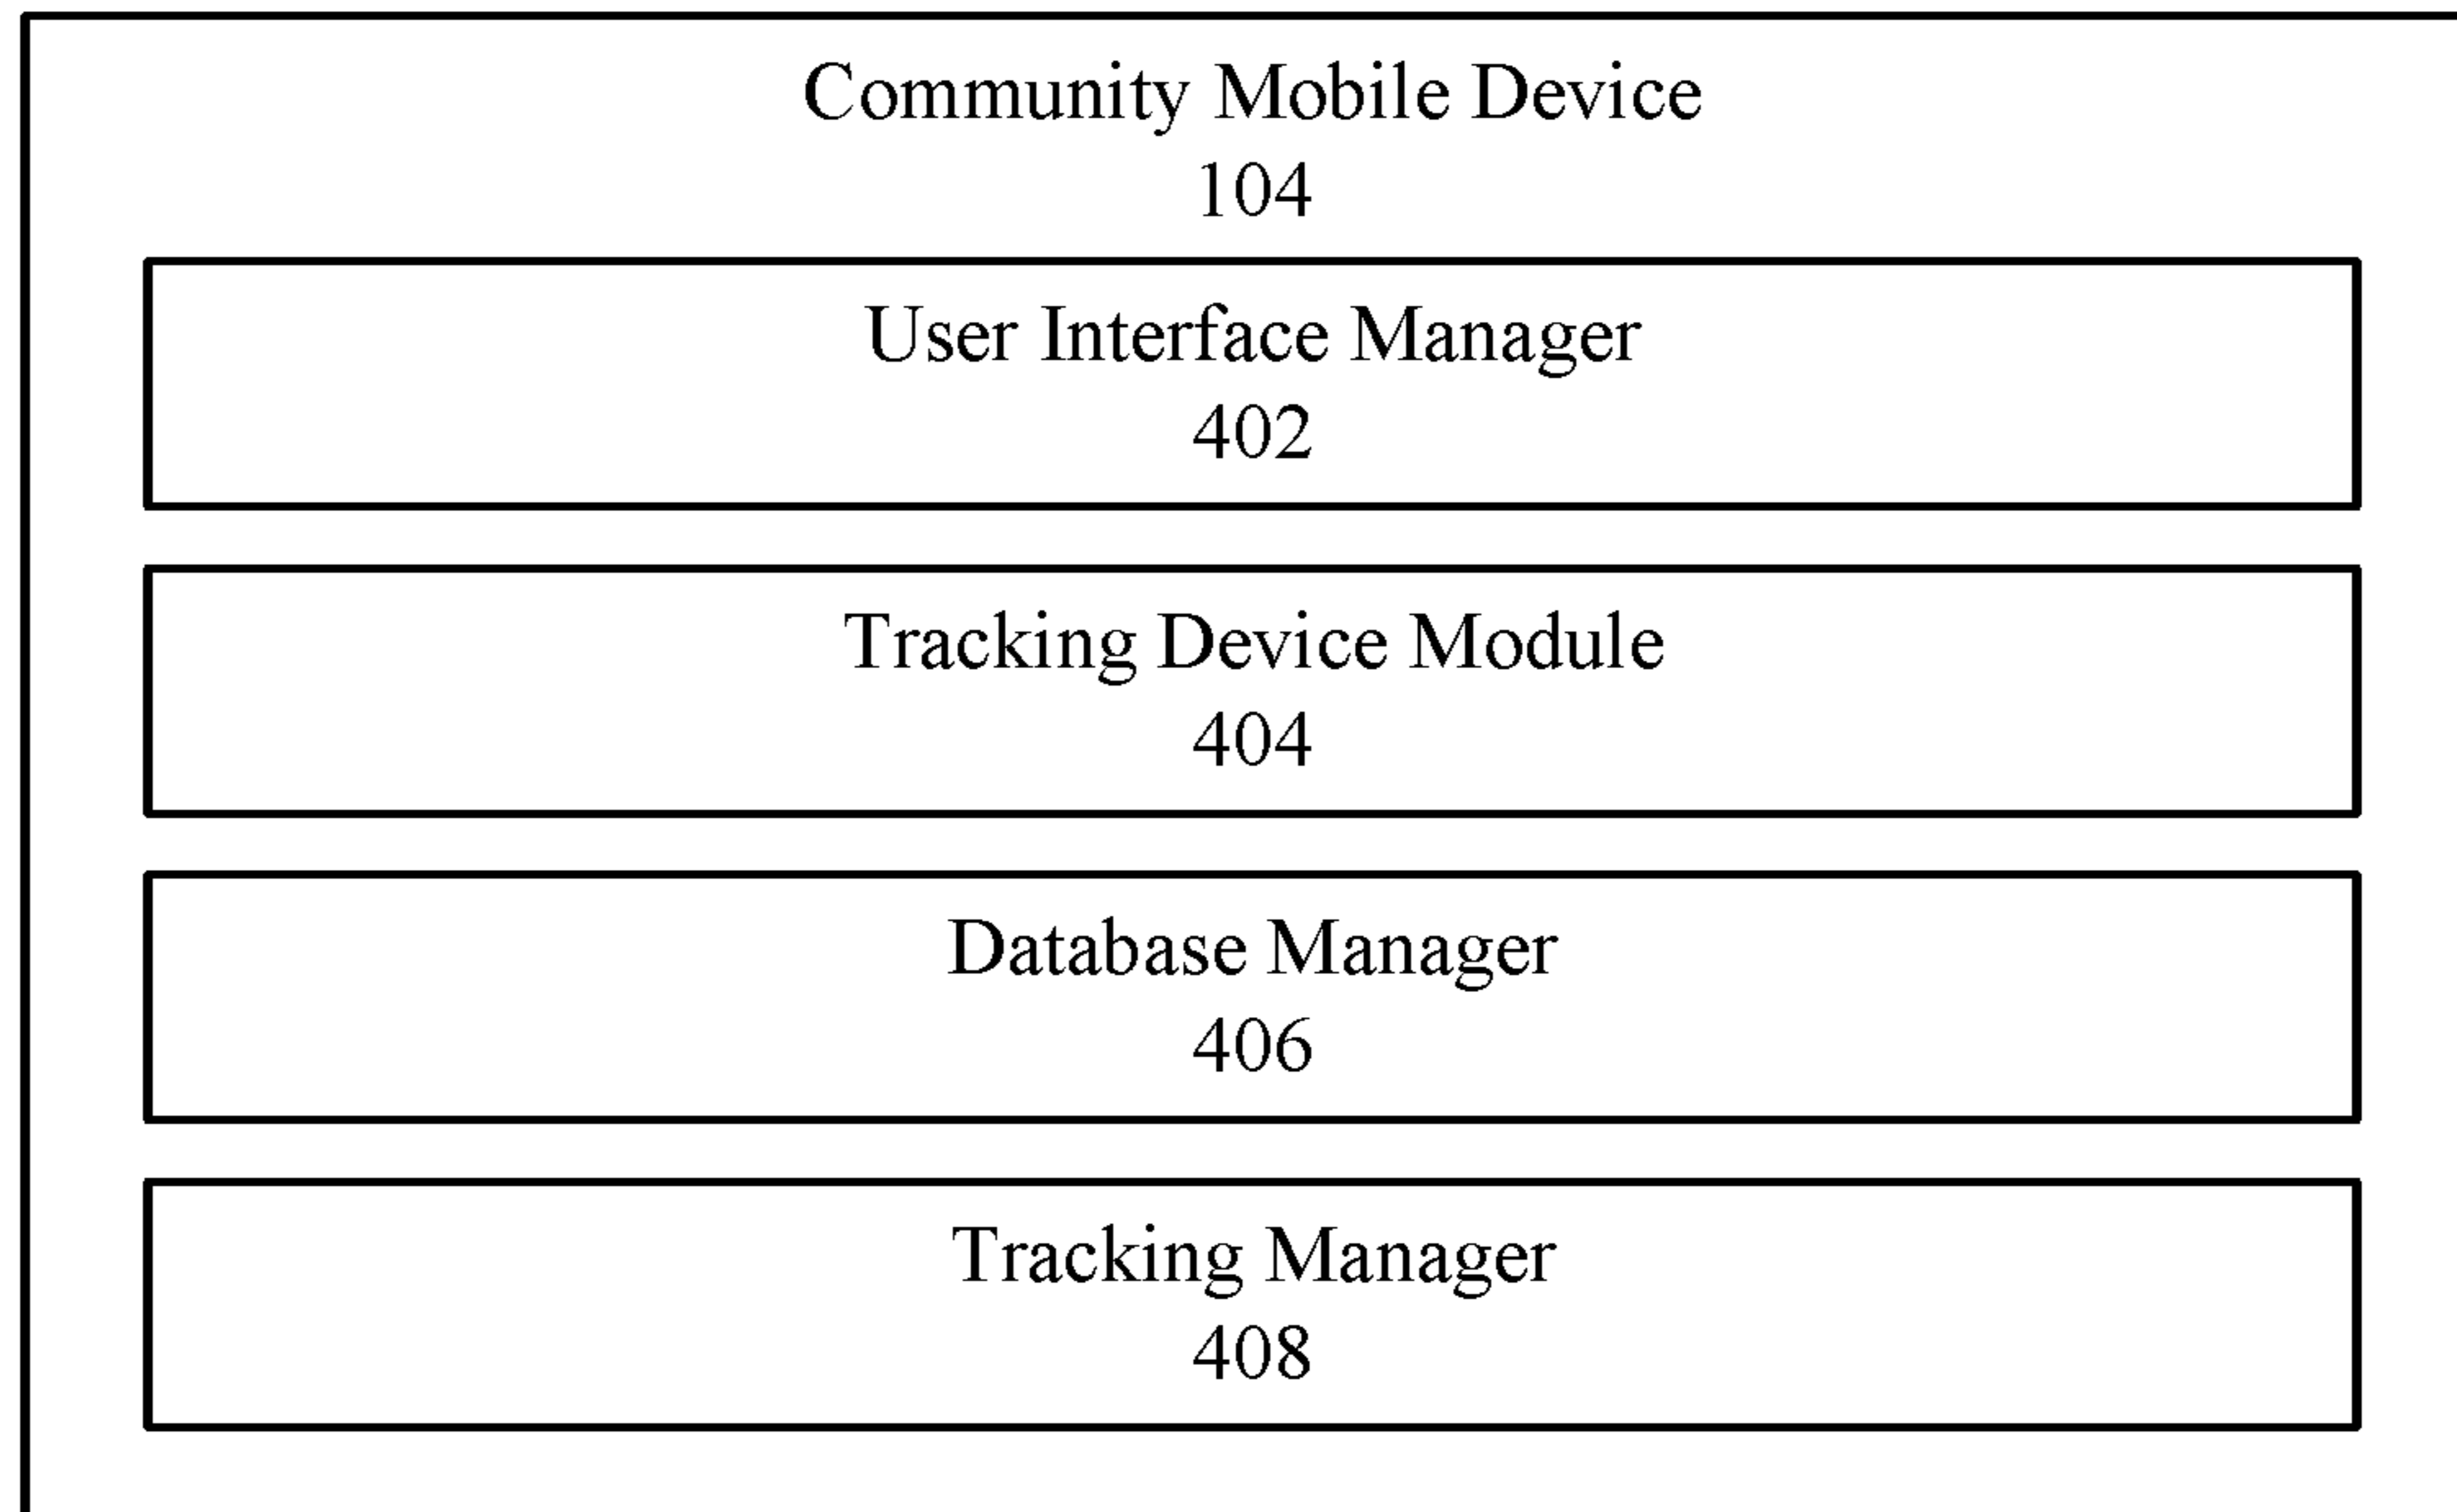 Community Mobile Device
104
User Interface Manager
402
Tracking Device Module
404
Database Manager
406
Tracking Manager
408